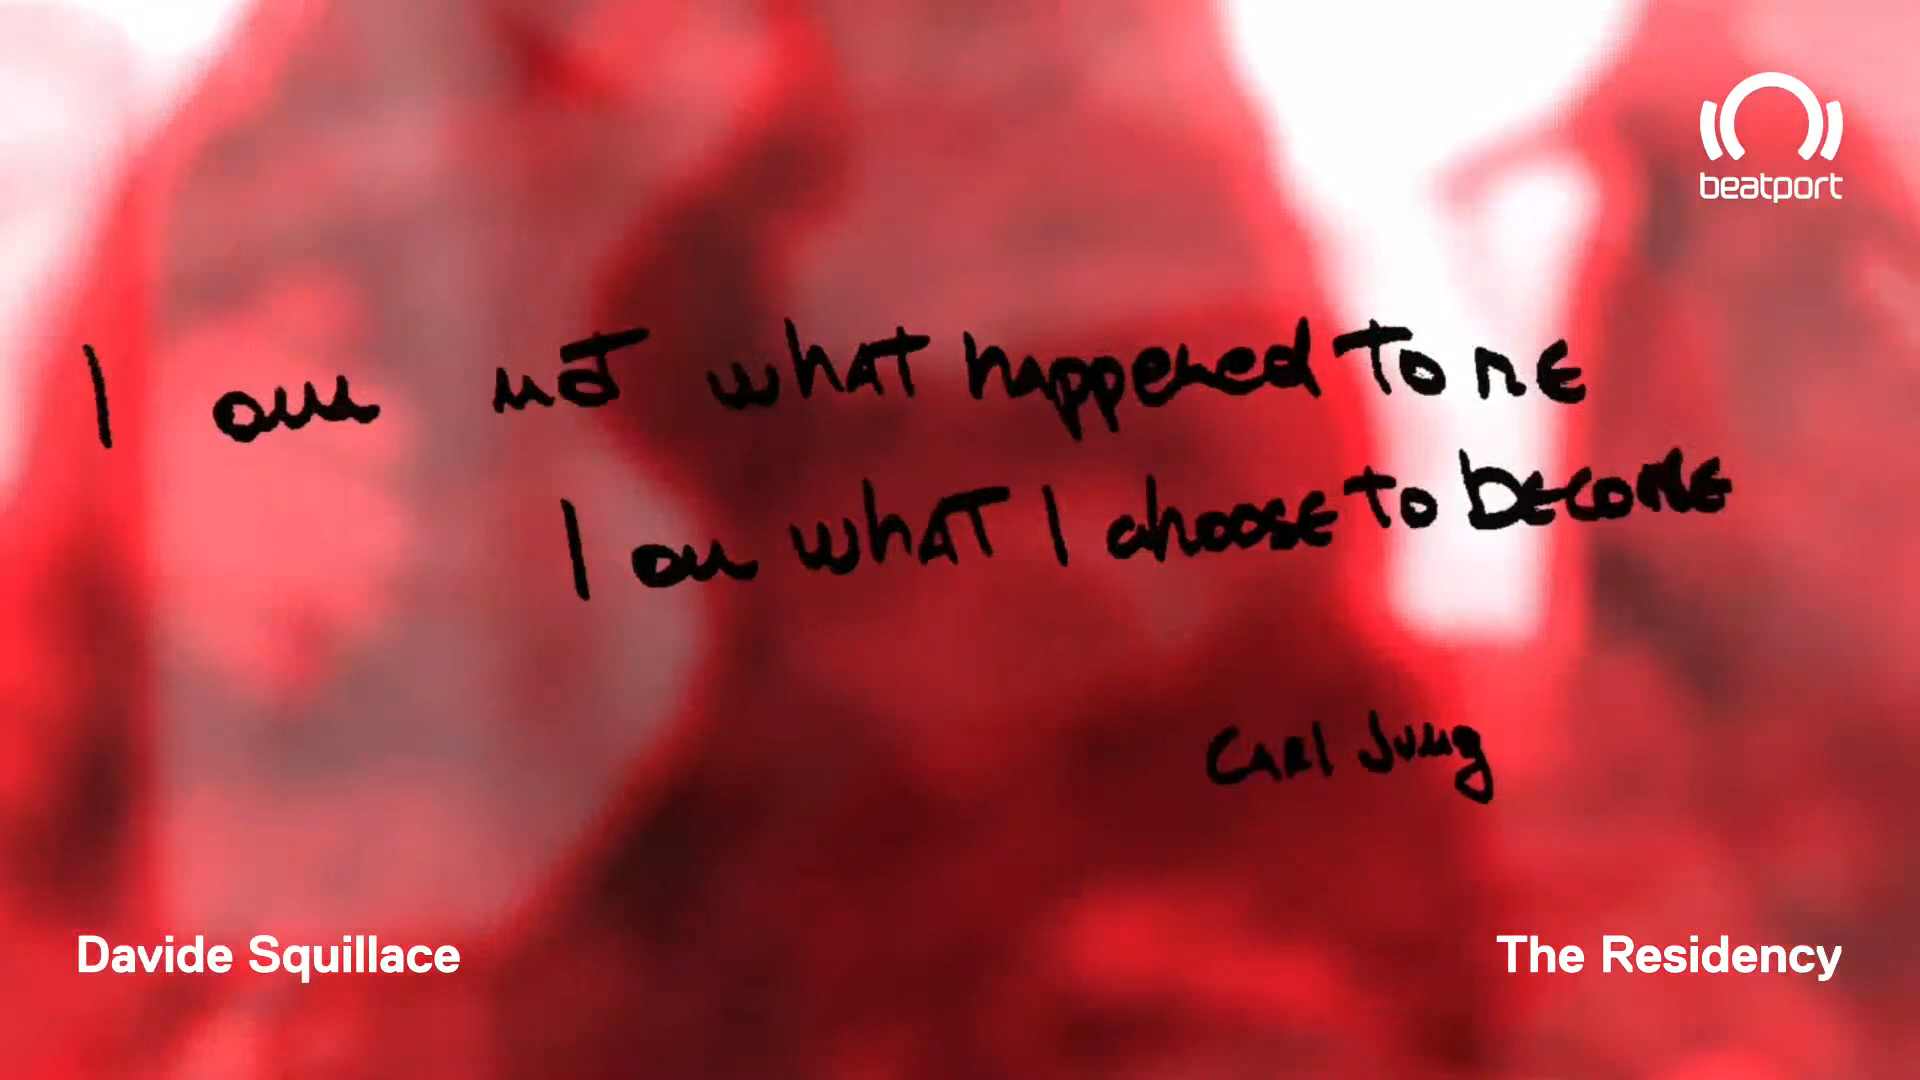 beatport
I am not what happened to me
I am what I choose to become
Carl Jung
Davide Squillace
The Residency